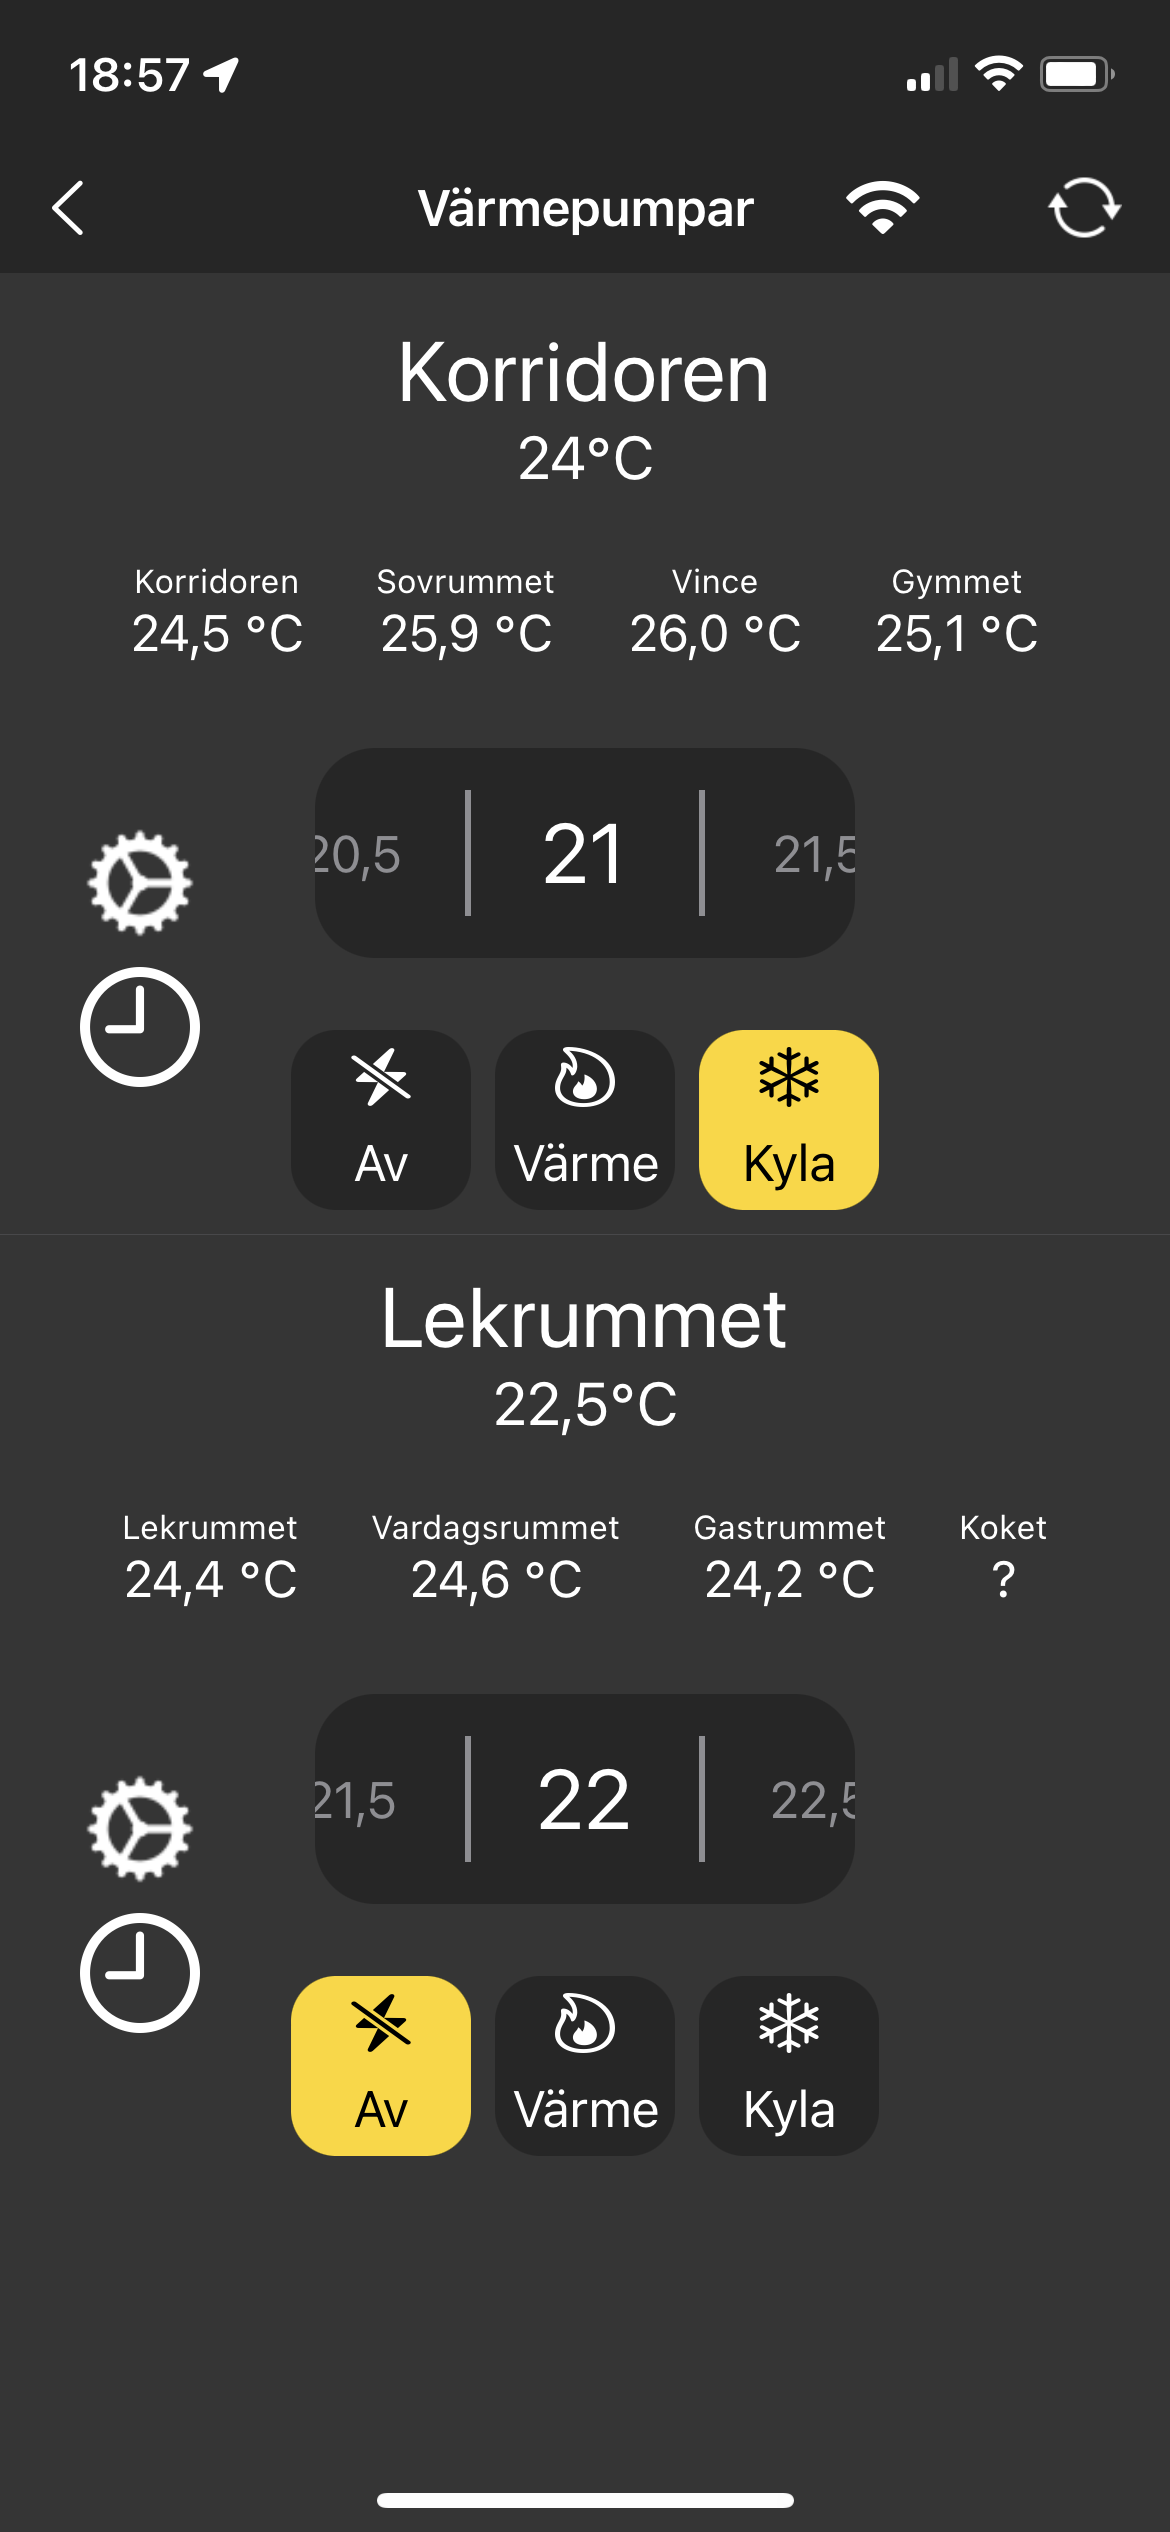 18:57
Värmepumpar
Korridoren
24°C
Korridoren Sovrummet Vince Gymmet
24,5 °C 25,9 °C 26,0 °C 25,1 °C
20,5 21 21,5
Av Värme Kyla
Lekrummet
22,5°C
Lekrummet Vardagsrummet Gastrummet Koket
24,4 °C 24,6 °C 24,2 °C ?
21,5 22 22,5
Av Värme Kyla